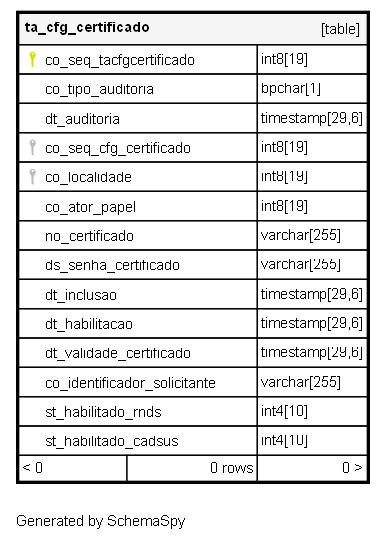 ta_cfg_certificado [table]
co_seq_tacfgcertificado int8[19]
co_tipo_auditoria bpchar[1]
dt_auditoria timestamp[29,6]
co_seq_cfg_certificado int8[19]
co_localidade int8[19]
co_ator_papel int8[19]
no_certificado varchar[255]
ds_senha_certificado varchar[255]
dt_inclusao timestamp[29,6]
dt_habilitacao timestamp[29,6]
dt_validade_certificado timestamp[29,6]
co_identificador_solicitante varchar[255]
st_habilitado_rnds int4[10]
st_habilitado_cadsus int4[10]
< 0 0 rows 0 >
Generated by SchemaSpy